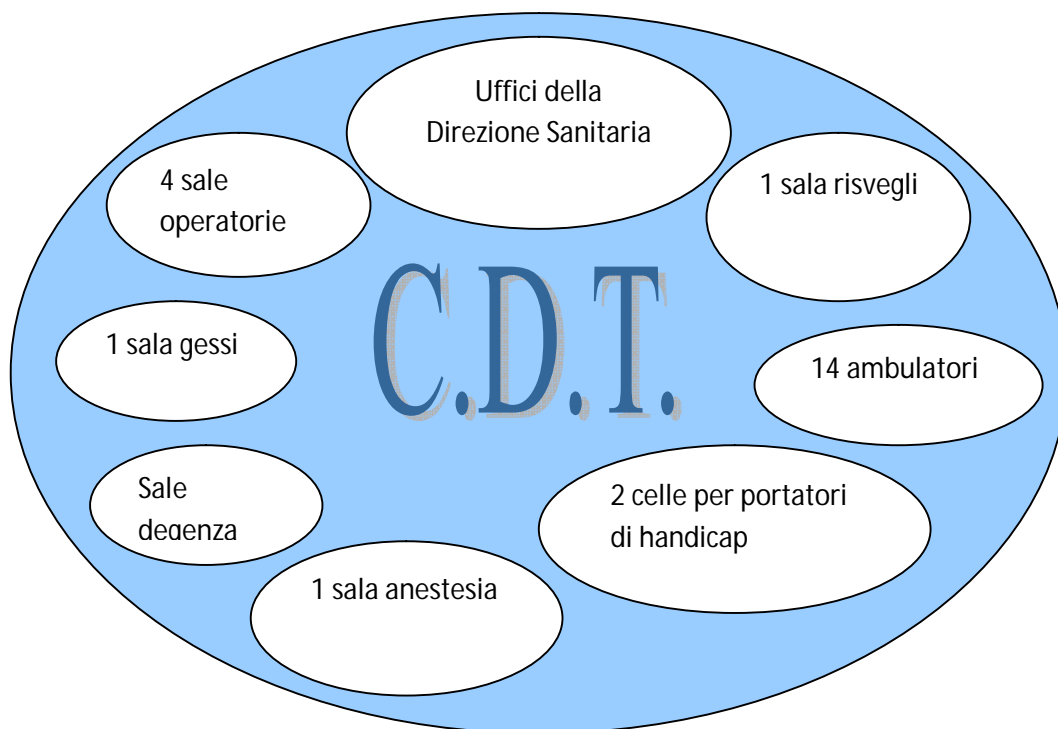 Uffici della
Direzione Sanitaria
4 sale
operatorie
1 sala risvegli
C.D.T.
1 sala gessi
14 ambulatori
Sale
degenza
2 celle per portatori
di handicap
1 sala anestesia